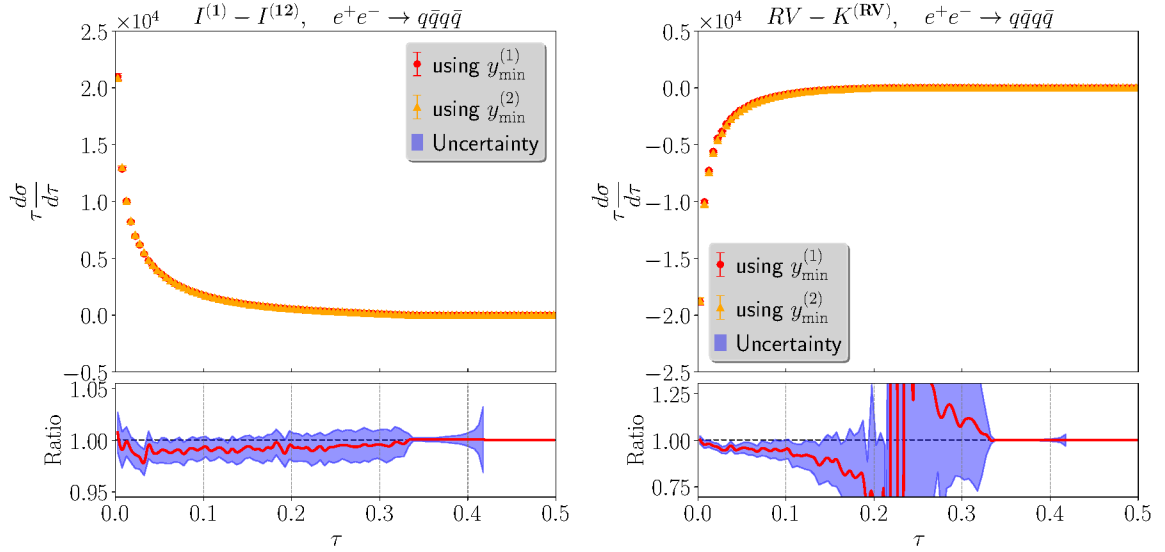 ×10⁴ I⁽¹⁾ − I⁽¹²⁾, e⁺e⁻ → qq̄qq̄
2.5
2.0
1.5
1.0
0.5
0.0
−0.5
τ dσ/dτ
using y_min⁽¹⁾
using y_min⁽²⁾
Uncertainty
1.05
1.00
0.95
Ratio
0.0 0.1 0.2 0.3 0.4 0.5
τ
×10⁴ RV − K⁽ᴿⱽ⁾, e⁺e⁻ → qq̄qq̄
0.5
0.0
−0.5
−1.0
−1.5
−2.0
−2.5
τ dσ/dτ
using y_min⁽¹⁾
using y_min⁽²⁾
Uncertainty
1.25
1.00
0.75
Ratio
0.0 0.1 0.2 0.3 0.4 0.5
τ